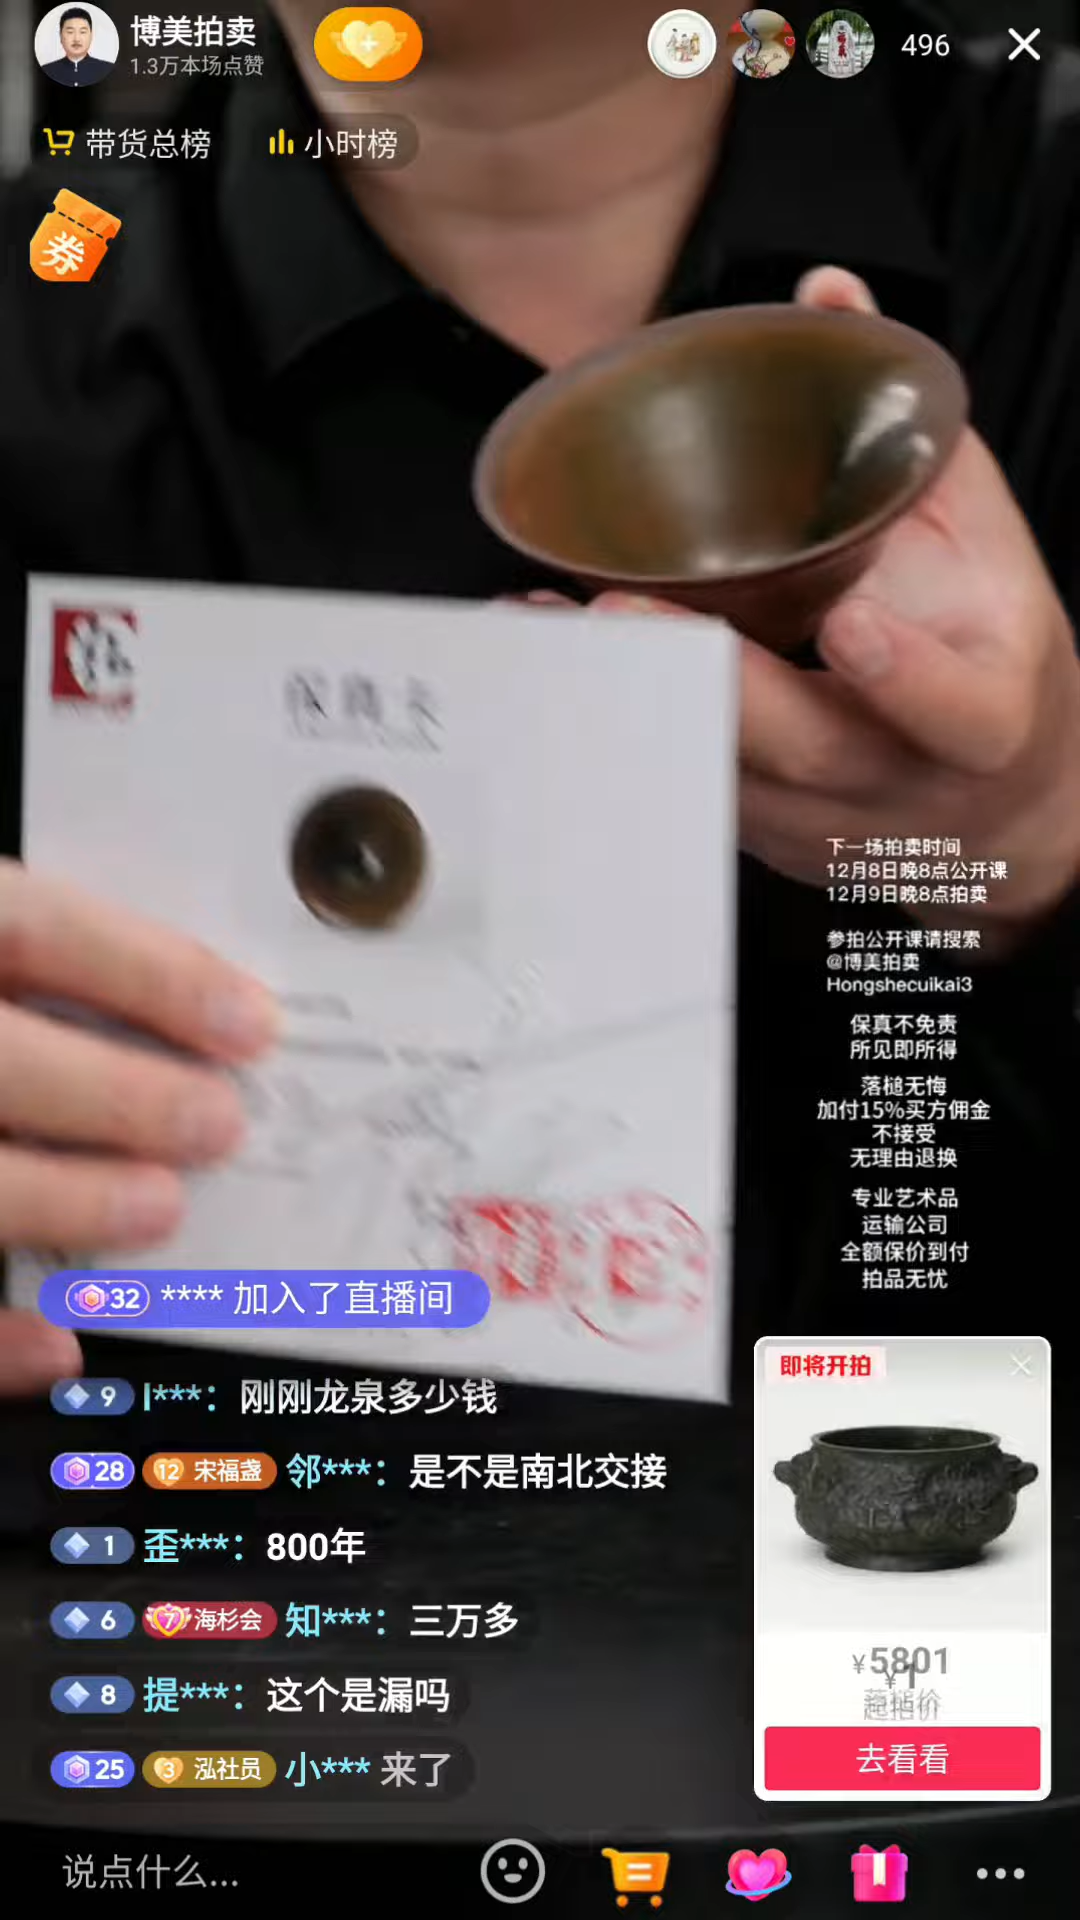 博美拍卖
1.3万本场点赞
496
带货总榜
小时榜
券
下一场拍卖时间
12月8日晚8点公开课
12月9日晚8点拍卖
参拍公开课请搜索
@博美拍卖
Hongshecuikai3
保真不免责
所见即所得
落槌无悔
加付15%买方佣金
不接受
无理由退换
专业艺术品
运输公司
全额保价到付
拍品无忧
32 **** 加入了直播间
9 l***：刚刚龙泉多少钱
28 12 宋福盏 邻***：是不是南北交接
1 歪***：800年
6 7 海杉会 知***：三万多
8 提***：这个是漏吗
25 3 泓社员 小*** 来了
即将开拍
¥5801
¥1
去看看
说点什么...